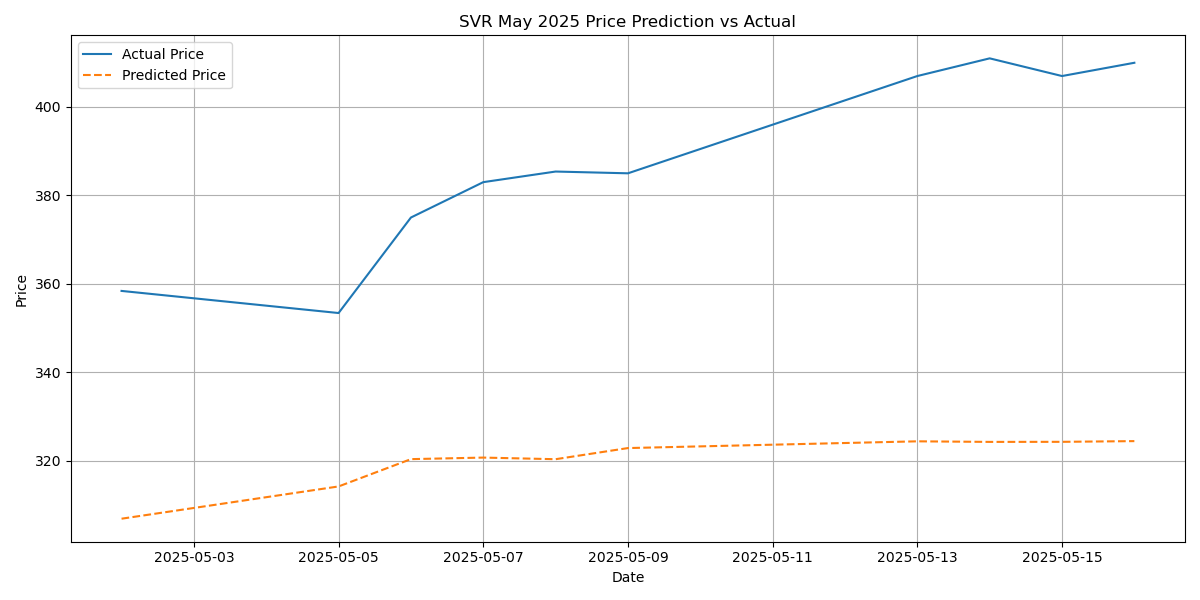 SVR May 2025 Price Prediction vs Actual
Actual Price
Predicted Price
Price
400
380
360
340
320
2025-05-03
2025-05-05
2025-05-07
2025-05-09
2025-05-11
2025-05-13
2025-05-15
Date